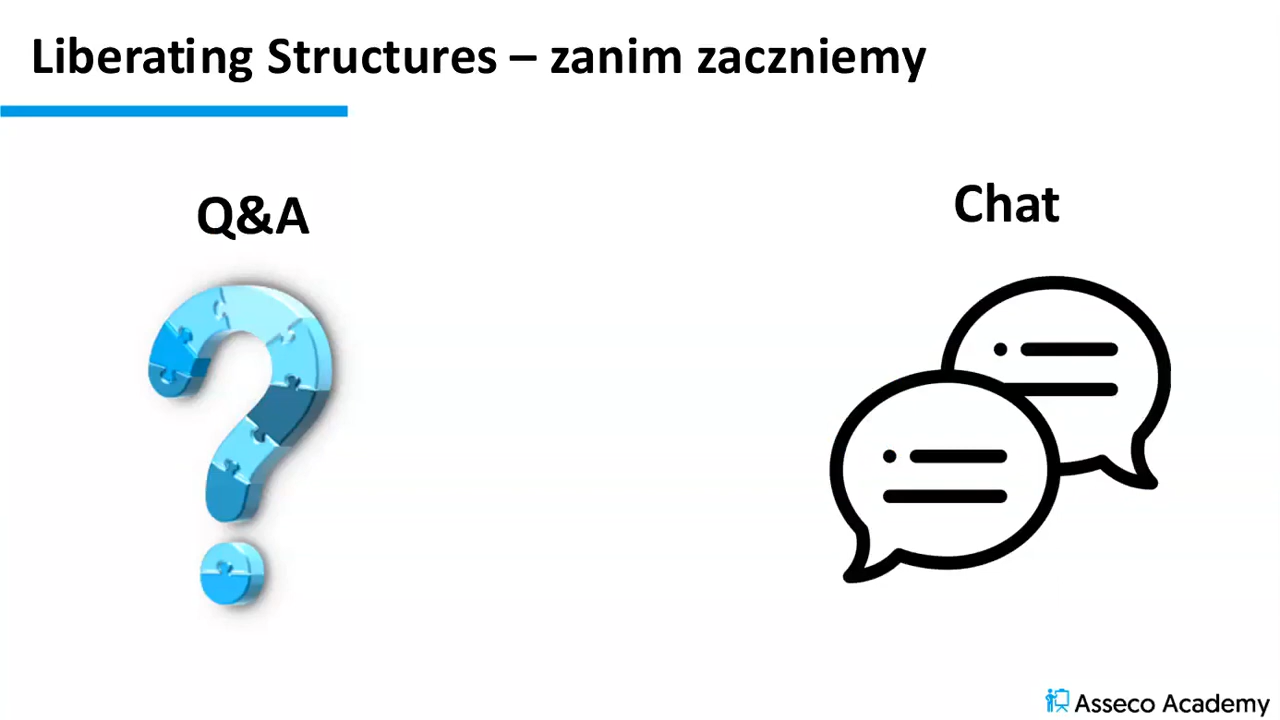 Liberating Structures – zanim zaczniemy
Q&A
Chat
Asseco Academy